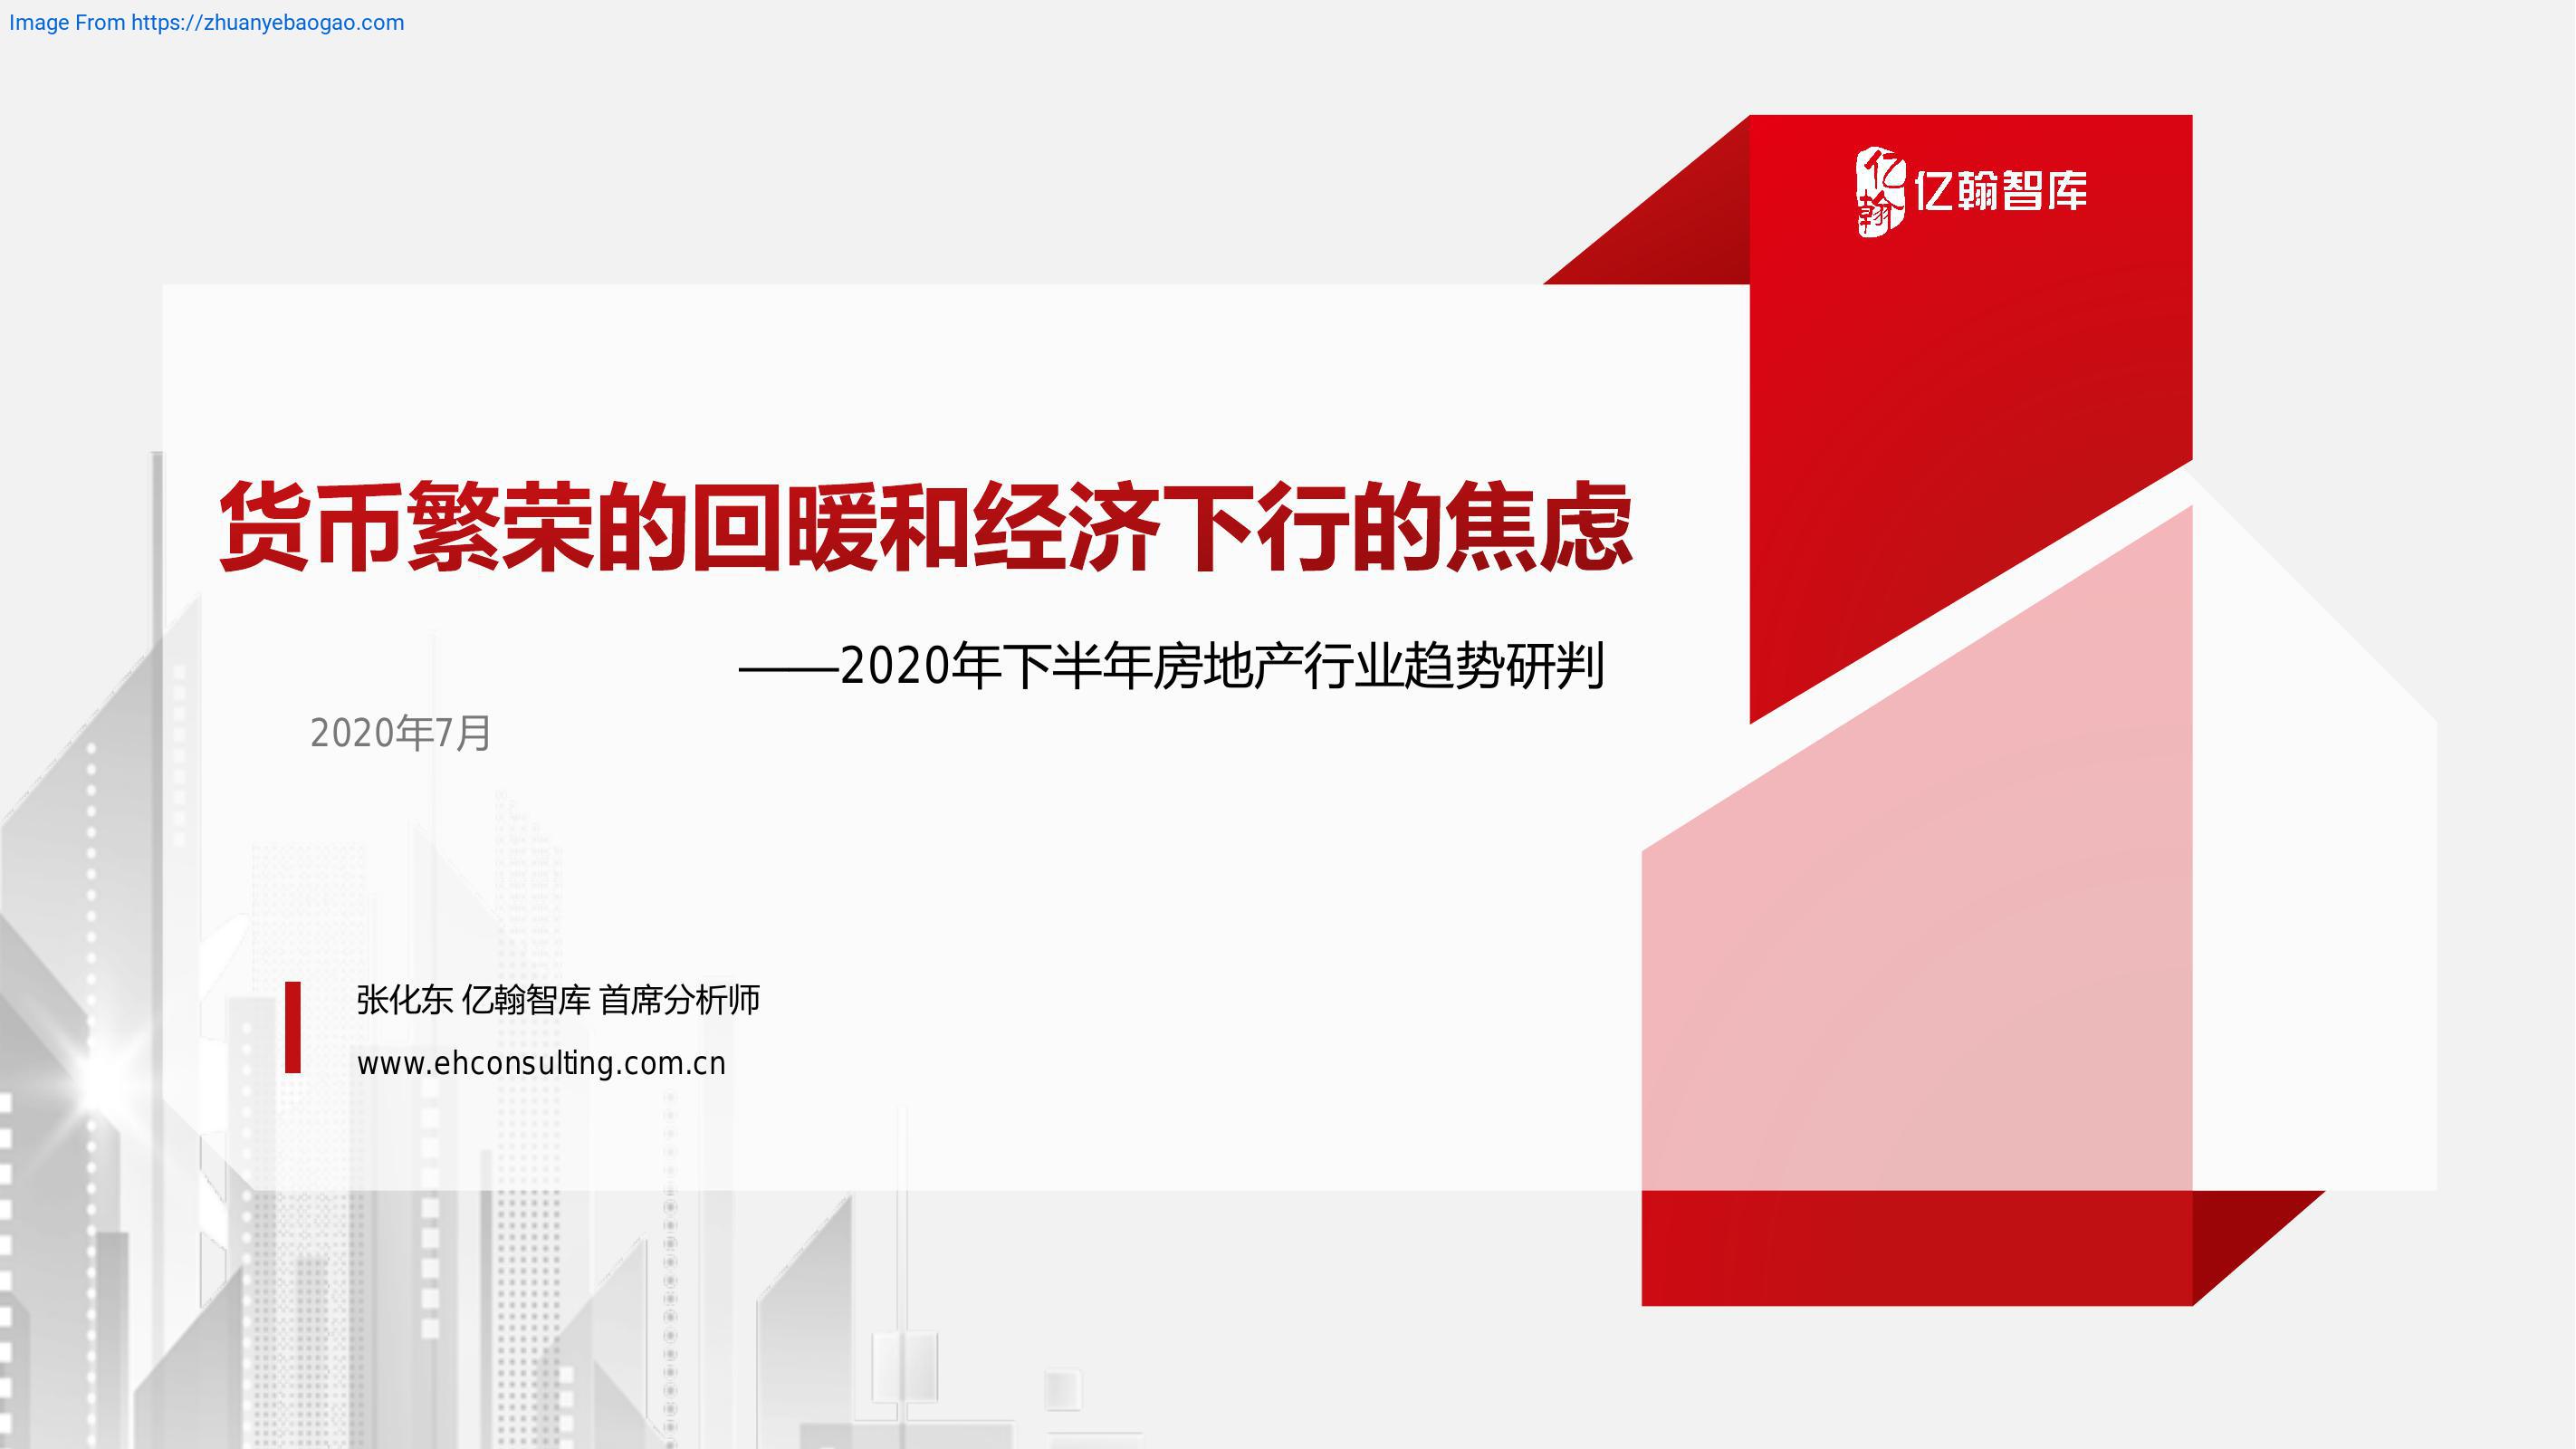 Image From https://zhuanyebaogao.com
亿翰
亿翰智库
货币繁荣的回暖和经济下行的焦虑
——2020年下半年房地产行业趋势研判
2020年7月
张化东 亿翰智库 首席分析师
www.ehconsulting.com.cn